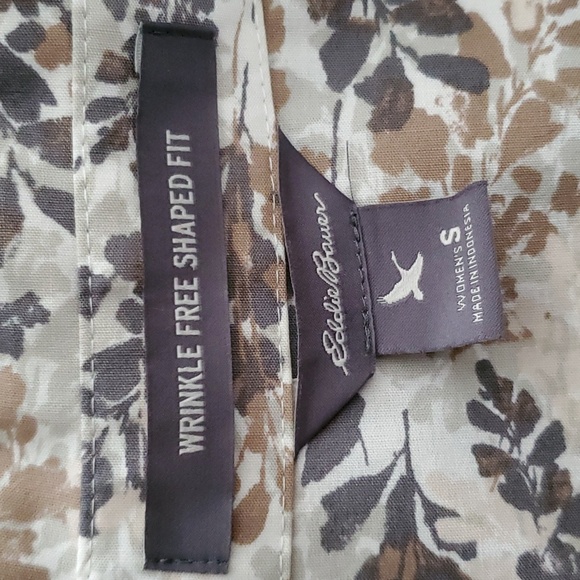 WRINKLE FREE SHAPED FIT
Eddie Bauer
WOMEN'S S
MADE IN INDONESIA